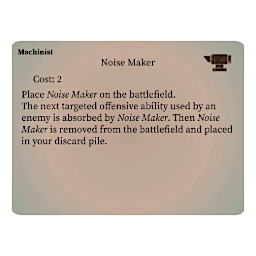 Machinist
Noise Maker
Cost: 2
Place Noise Maker on the battlefield.
The next targeted offensive ability used by an
enemy is absorbed by Noise Maker. Then Noise
Maker is removed from the battlefield and placed
in your discard pile.